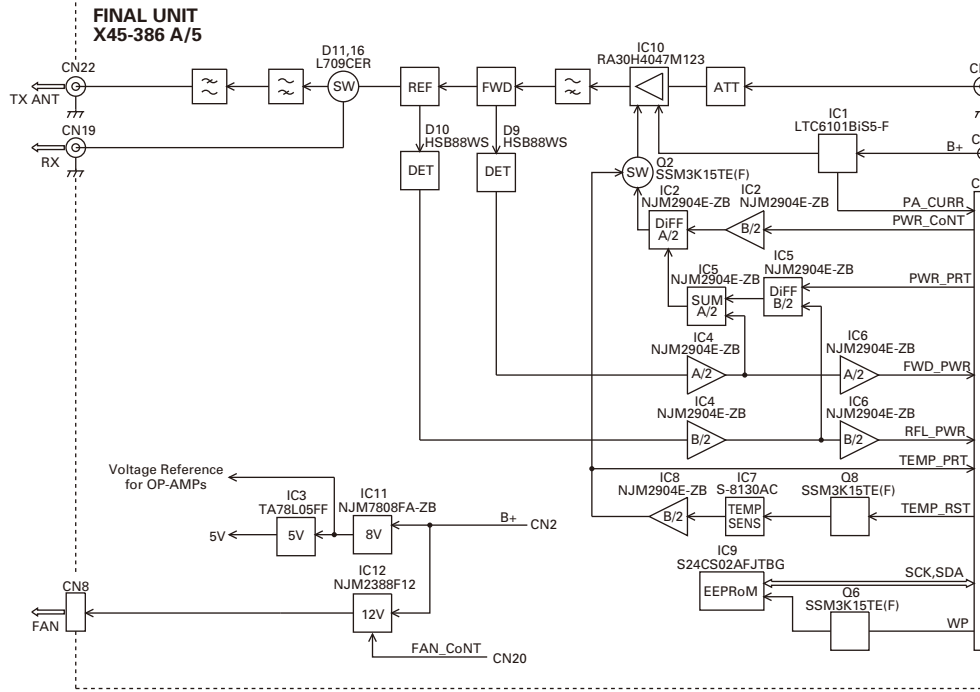 FINAL UNIT
X45-386 A/5
CN22
TX ANT
CN19
RX
D11,16
L709CER
SW
REF
FWD
IC10
RA30H4047M123
ATT
D10
HSB88WS
DET
D9
HSB88WS
DET
IC1
LTC6101BiS5-F
B+
PA_CURR
SW
Q2
SSM3K15TE(F)
IC2
NJM2904E-ZB
DiFF
A/2
IC2
NJM2904E-ZB
B/2
PWR_CoNT
IC5
NJM2904E-ZB
SUM
A/2
IC5
NJM2904E-ZB
DiFF
B/2
PWR_PRT
IC4
NJM2904E-ZB
A/2
IC6
NJM2904E-ZB
A/2
FWD_PWR
IC4
NJM2904E-ZB
B/2
IC6
NJM2904E-ZB
B/2
RFL_PWR
TEMP_PRT
IC8
NJM2904E-ZB
B/2
IC7
S-8130AC
TEMP
SENS
Q8
SSM3K15TE(F)
TEMP_RST
Voltage Reference
for OP-AMPs
IC3
TA78L05FF
5V
5V
IC11
NJM7808FA-ZB
8V
B+
CN2
IC9
S24CS02AFJTBG
EEPRoM
SCK,SDA
Q6
SSM3K15TE(F)
WP
CN8
FAN
IC12
NJM2388F12
12V
FAN_CoNT
CN20